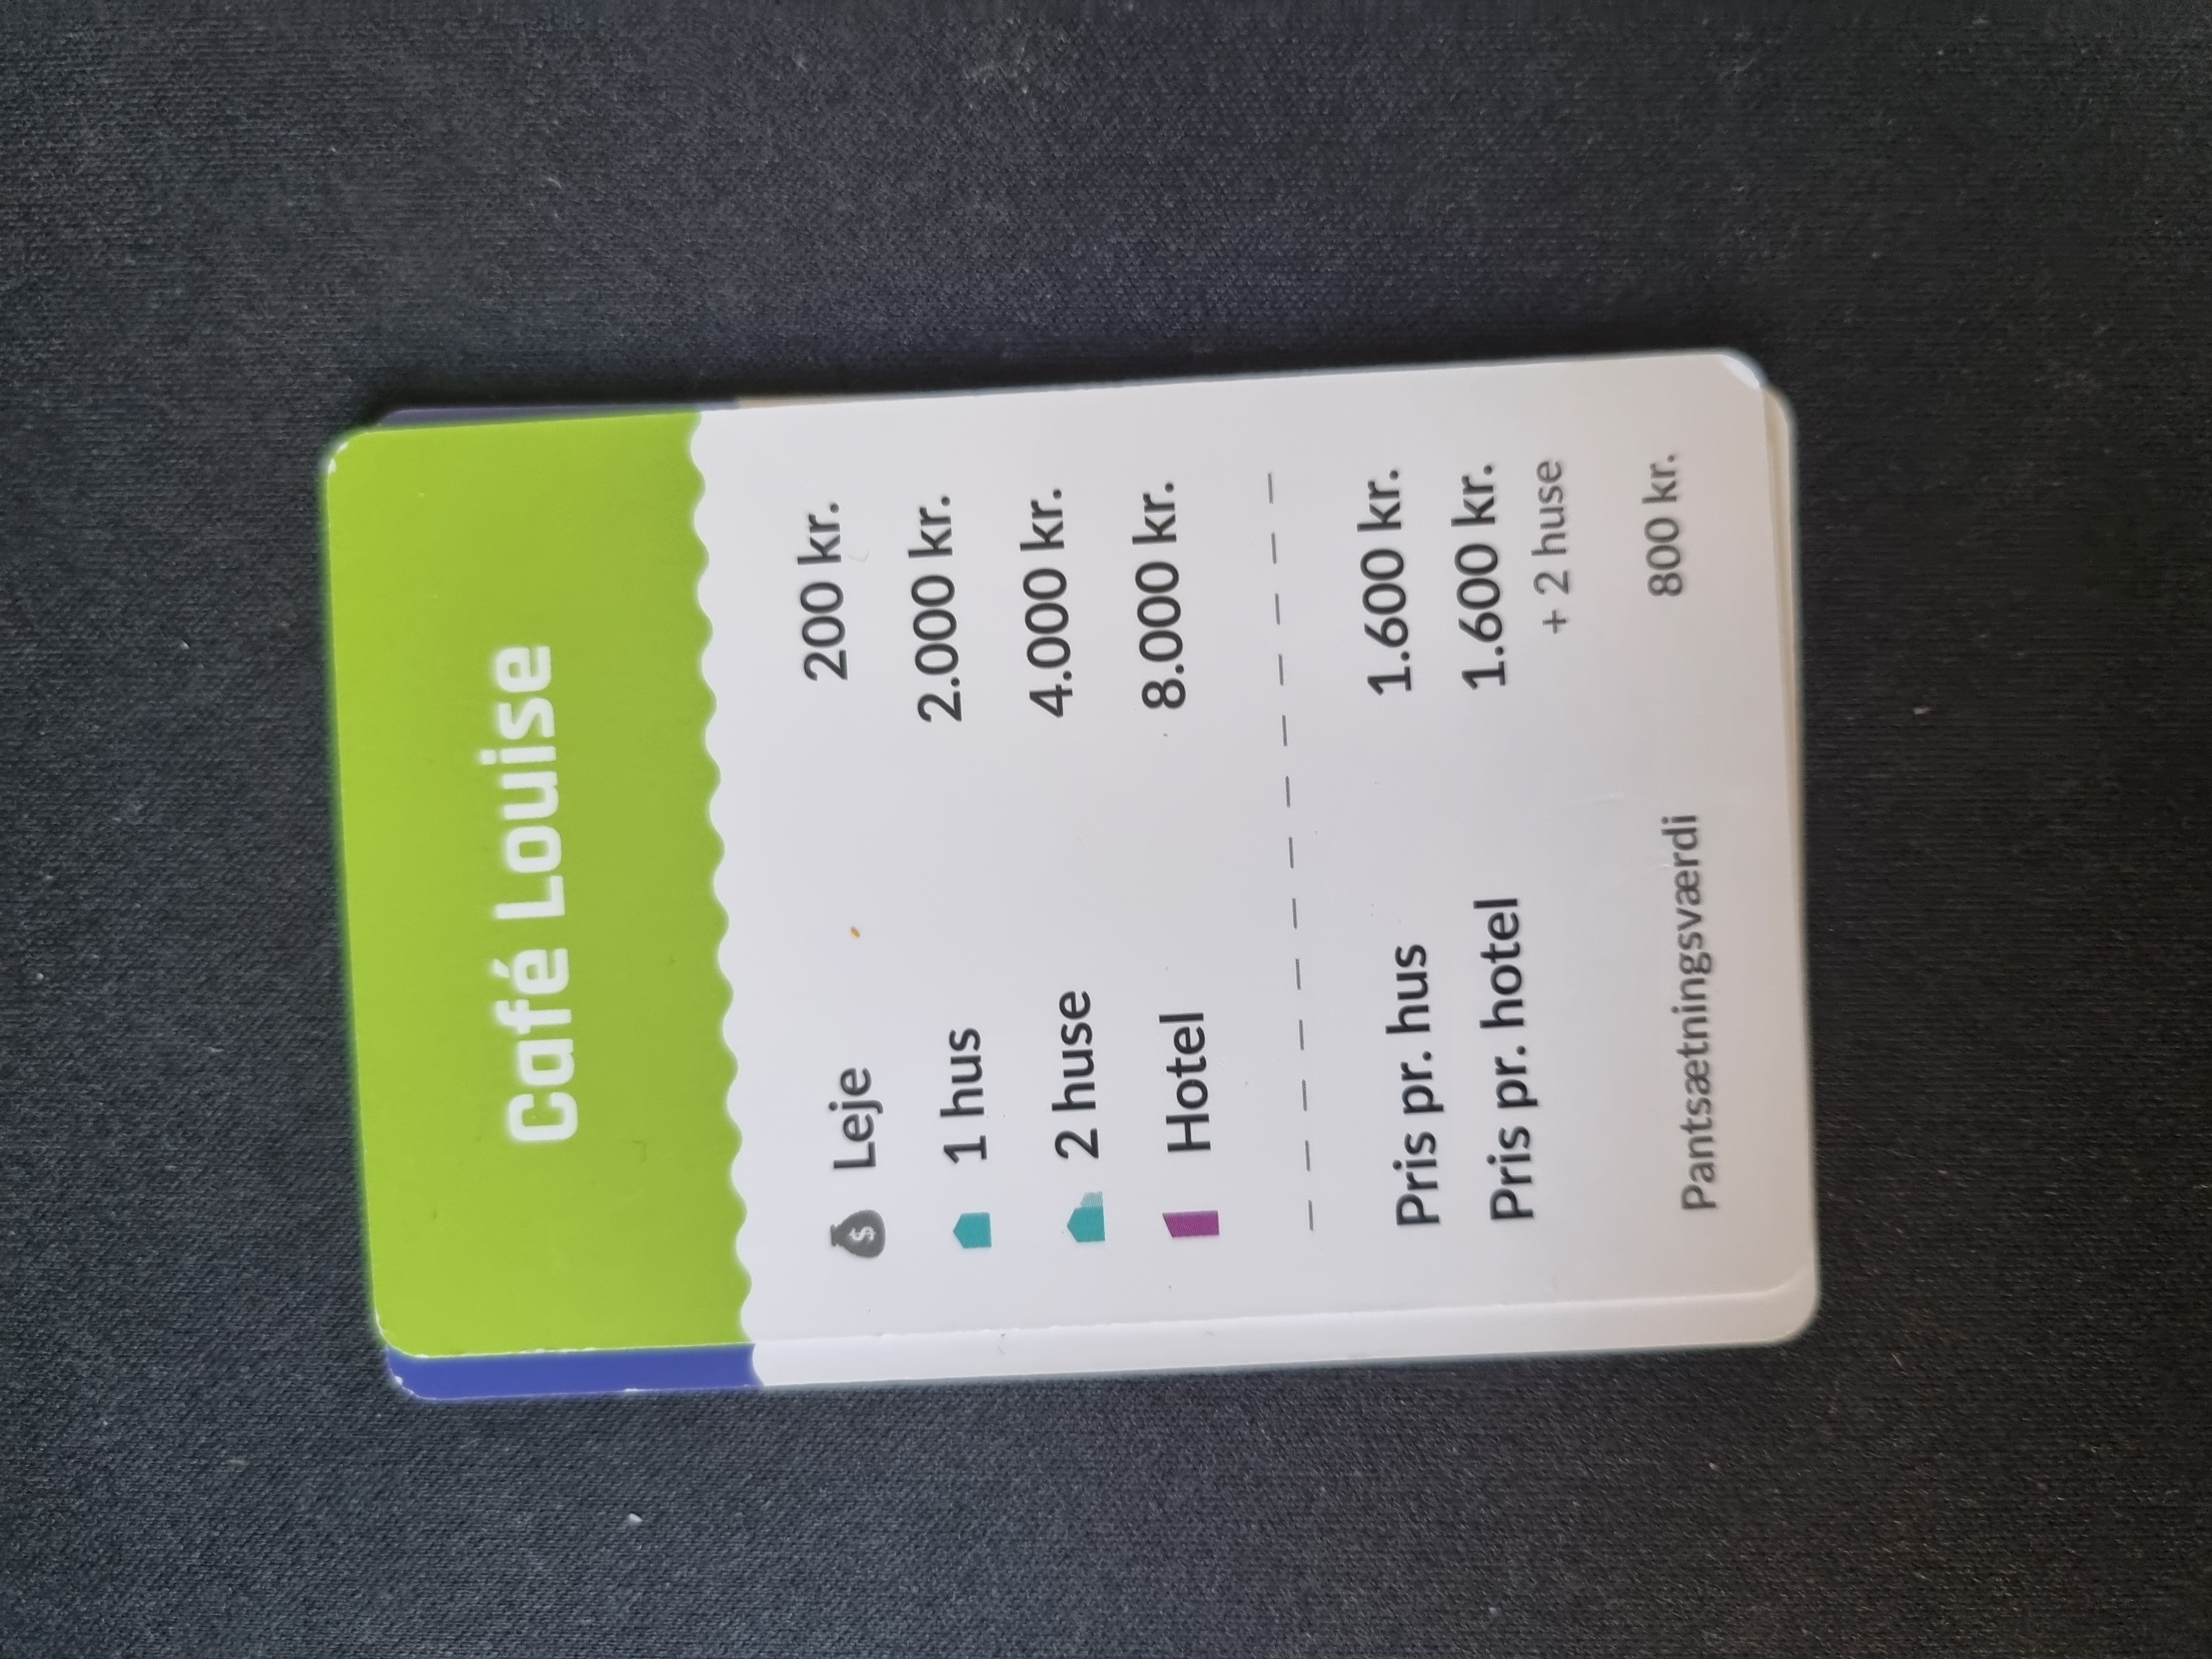 Café Louise
Leje 200 kr.
1 hus 2.000 kr.
2 huse 4.000 kr.
Hotel 8.000 kr.
Pris pr. hus 1.600 kr.
Pris pr. hotel 1.600 kr.
+ 2 huse
Pantsætningsværdi 800 kr.